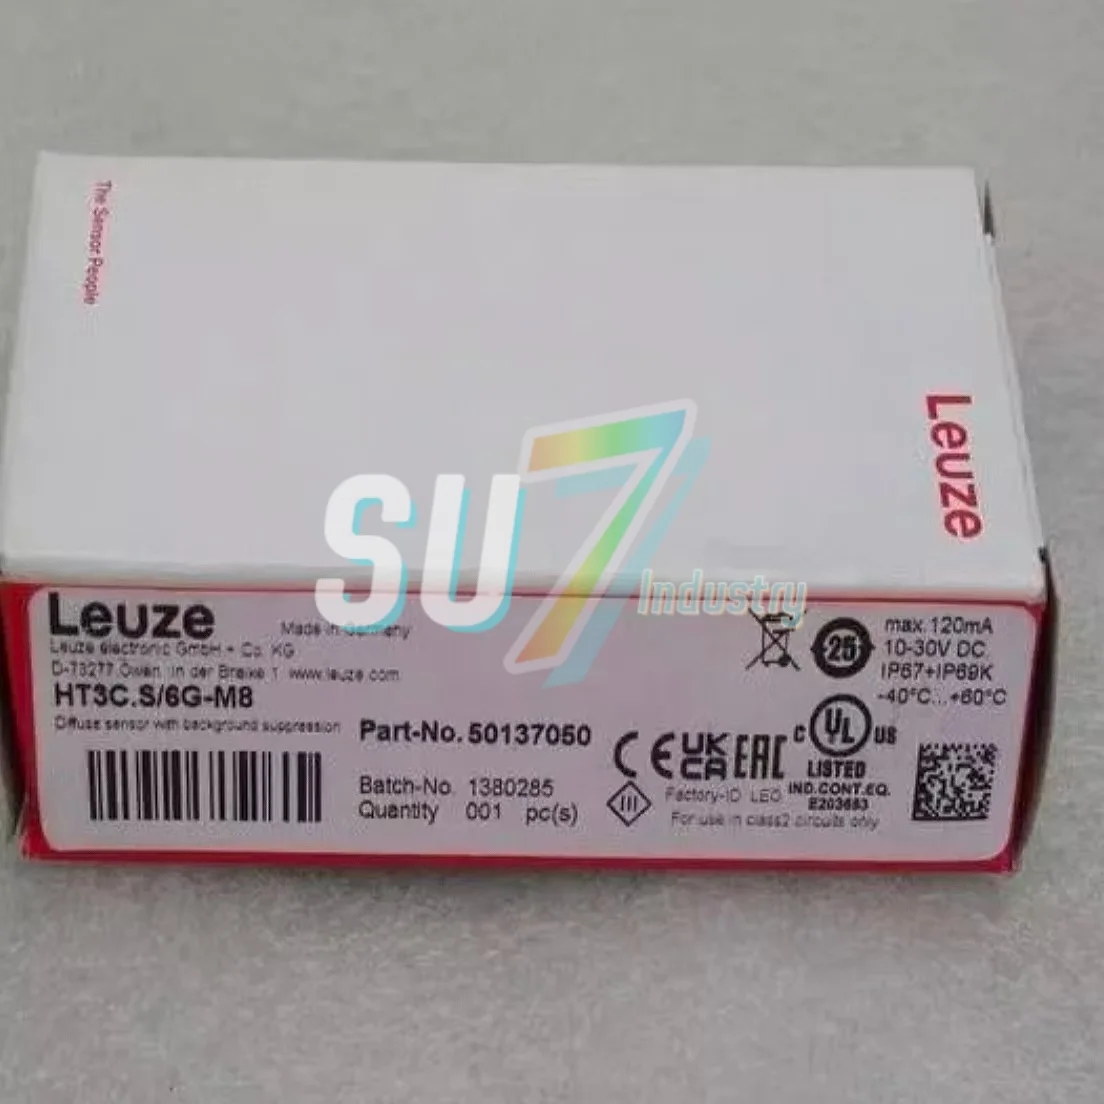 The Sensor People
Leuze
SU7
Industry
Leuze
Made in Germany
Leuze electronic GmbH + Co. KG
D-73277 Owen, In der Braike 1 www.leuze.com
HT3C.S/6G-M8
Diffuse sensor with background suppression
Part-No. 50137050
Batch-No. 1380285
Quantity 001 pc(s)
25
max. 120mA
10-30V DC
IP67+IP69K
-40°C...+60°C
CE UK CA EAC
C UL US
LISTED
IND.CONT.EQ.
E203683
III
Factory-ID LEO
For use in class2 circuits only